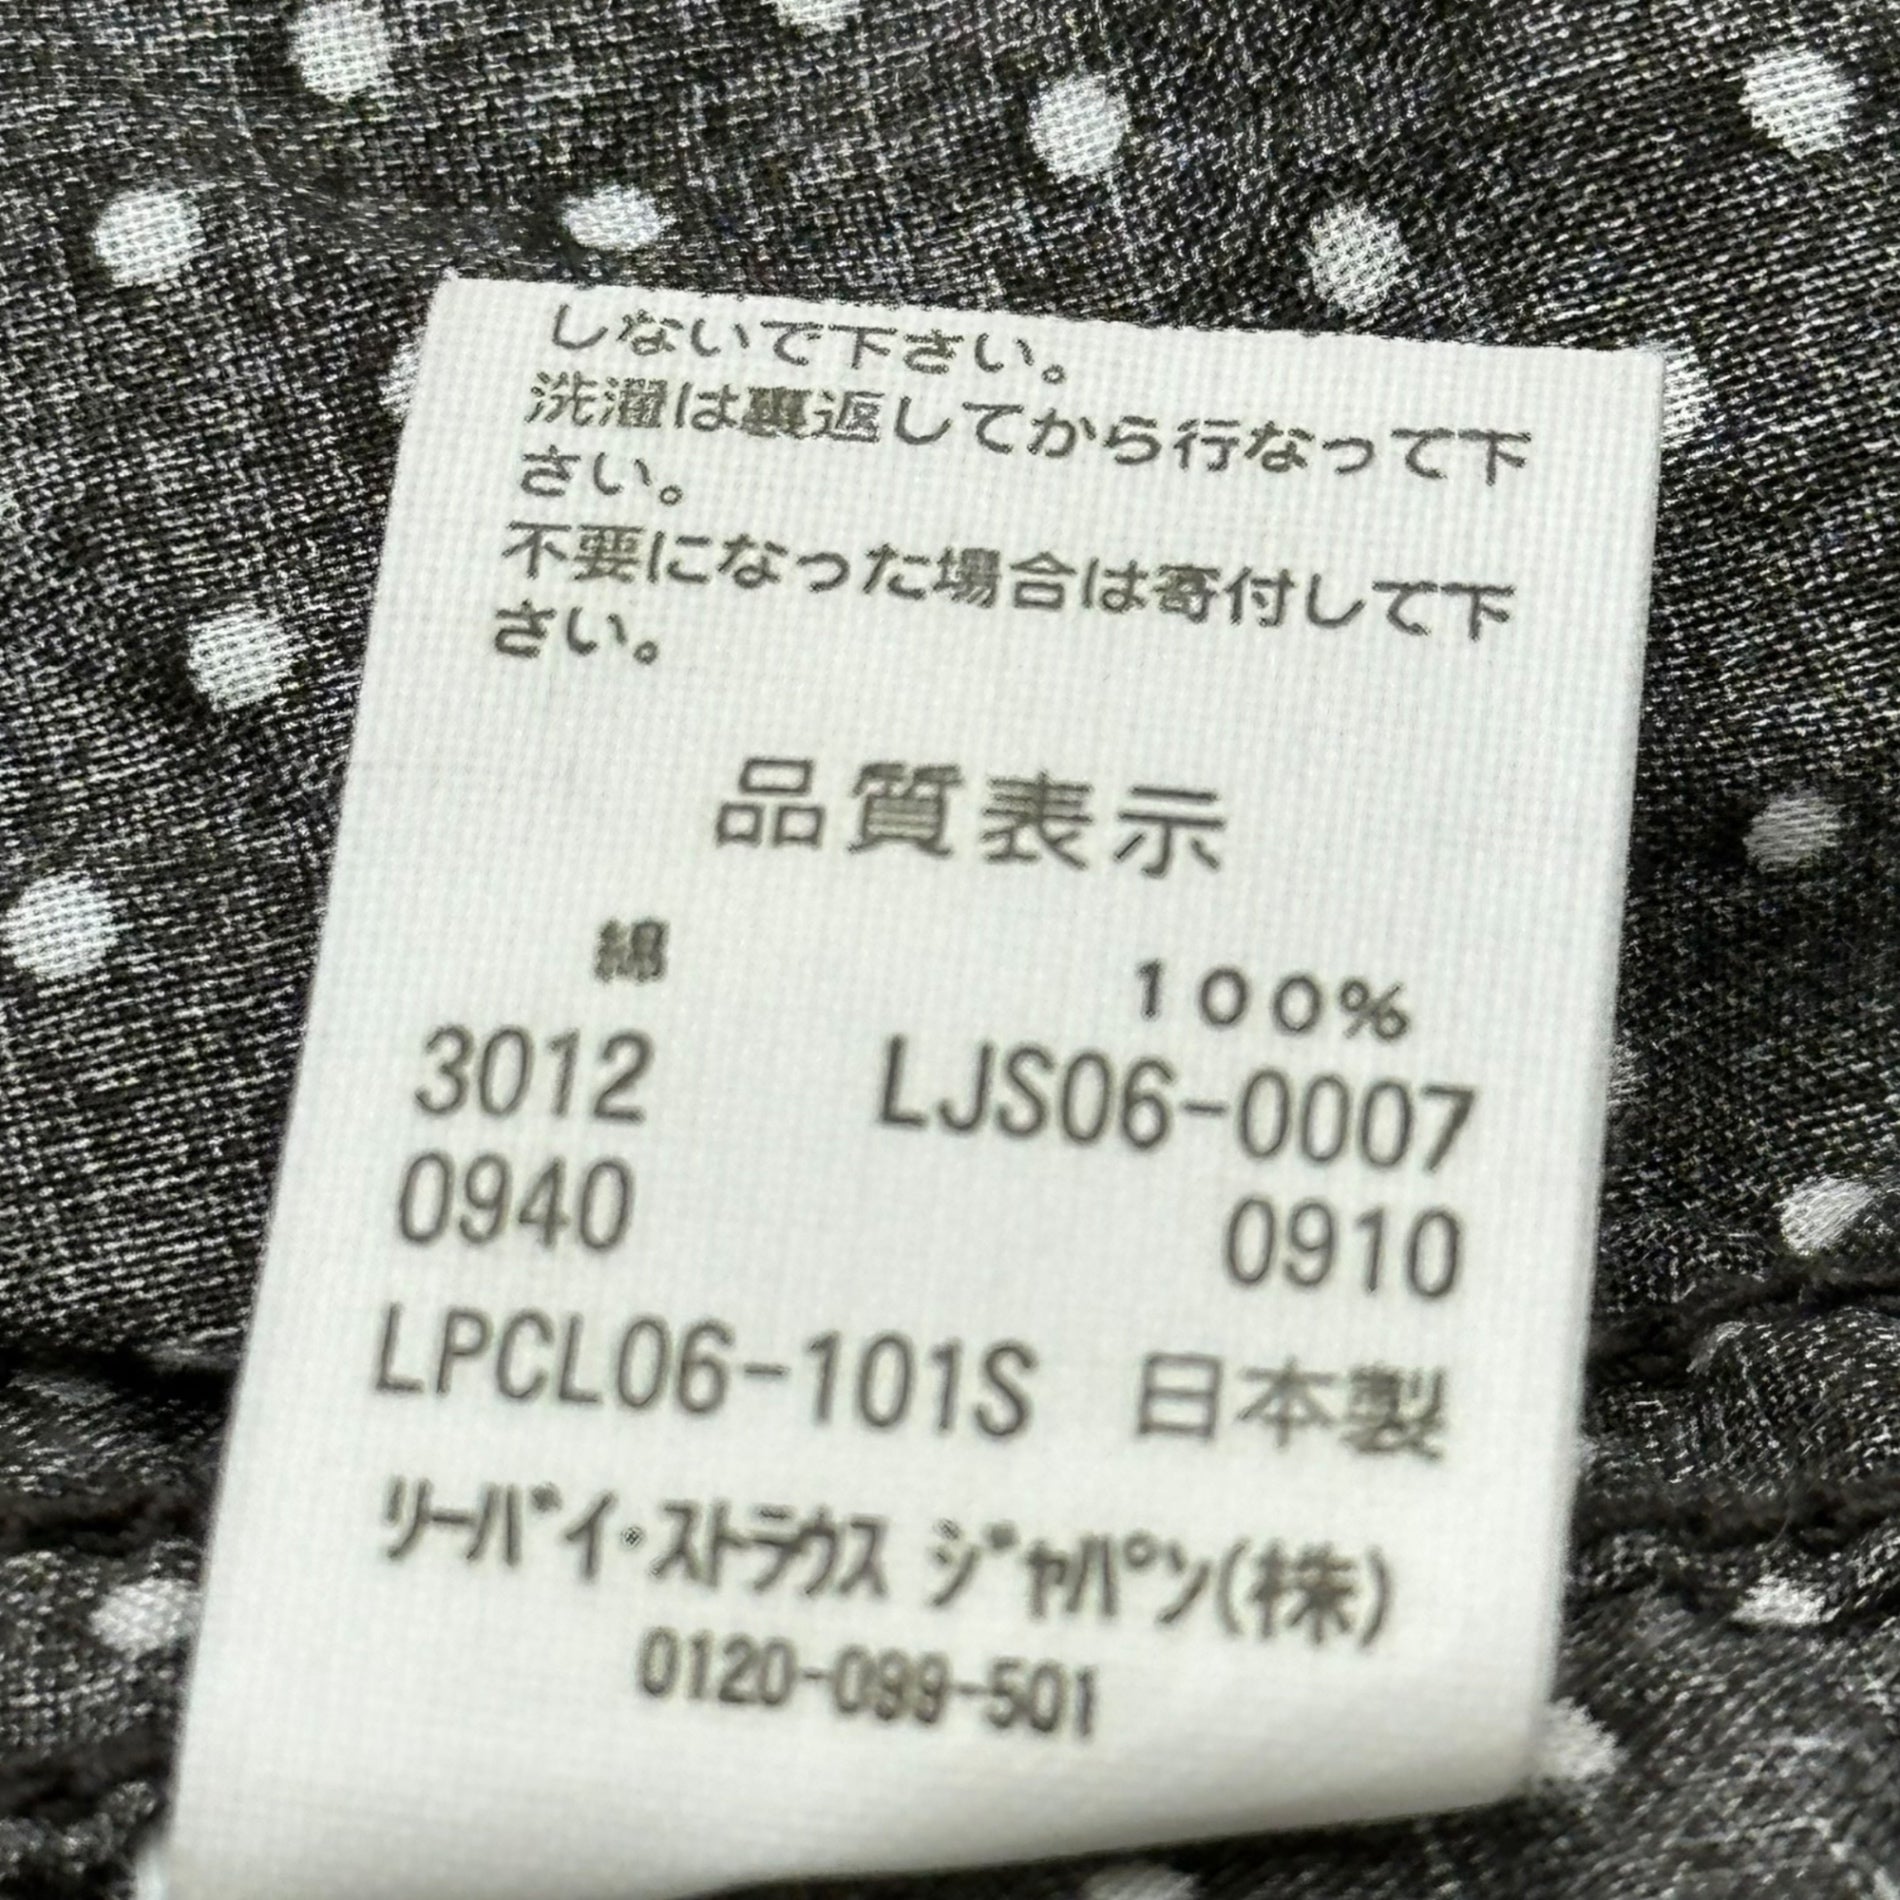 しないで下さい。
洗濯は裏返してから行なって下
さい。
不要になった場合は寄付して下
さい。
品質表示
綿 100%
3012 LJS06-0007
0940 0910
LPCL06-101S 日本製
リーバイ・ストラウス ジャパン(株)
0120-099-501